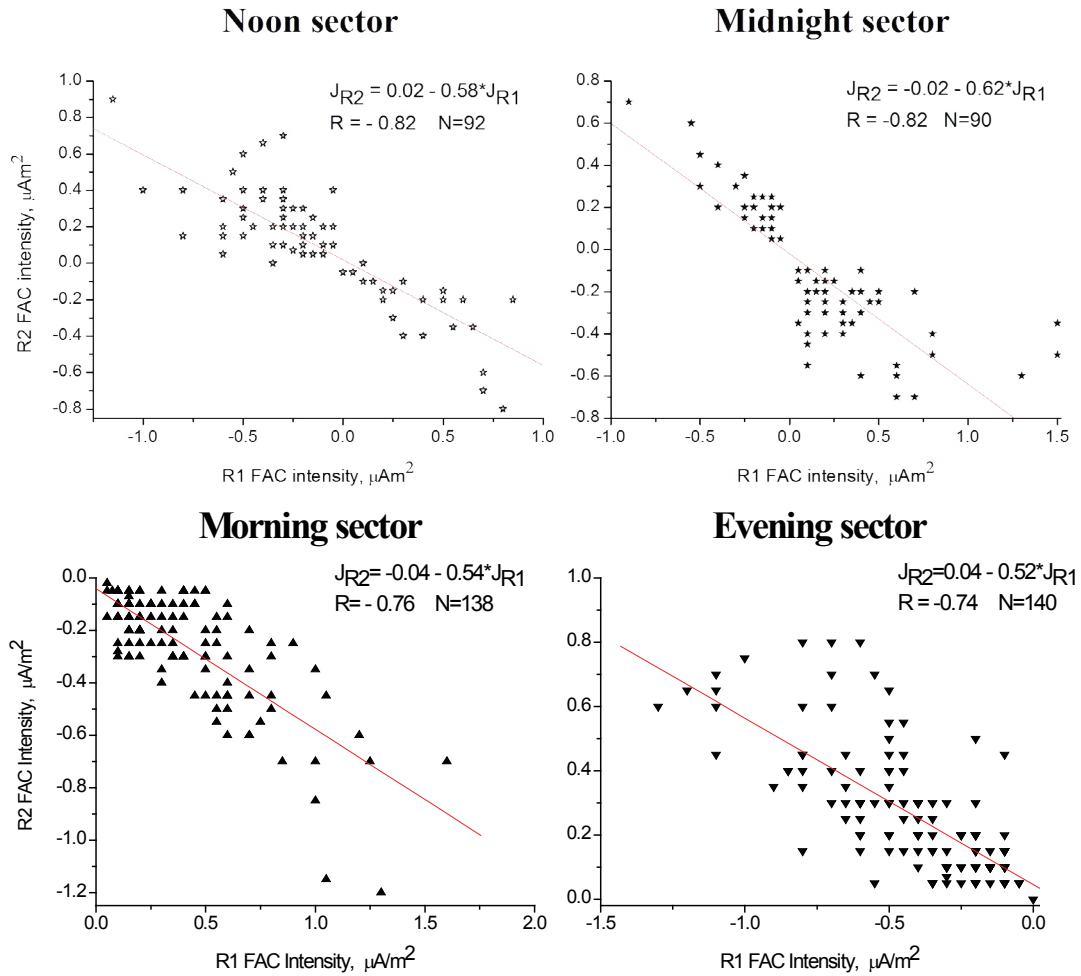 Noon sector
J_R2 = 0.02 - 0.58*J_R1
R = - 0.82 N=92
1.0
0.8
0.6
0.4
0.2
0.0
-0.2
-0.4
-0.6
-0.8
R2 FAC intensity, μAm²
-1.0 -0.5 0.0 0.5 1.0
R1 FAC intensity, μAm²
Midnight sector
J_R2 = -0.02 - 0.62*J_R1
R = -0.82 N=90
0.8
0.6
0.4
0.2
0.0
-0.2
-0.4
-0.6
-0.8
-1.0 -0.5 0.0 0.5 1.0 1.5
R1 FAC intensity, μAm²
Morning sector
J_R2= -0.04 - 0.54*J_R1
R= - 0.76 N=138
0.0
-0.2
-0.4
-0.6
-0.8
-1.0
-1.2
R2 FAC Intensity, μA/m²
0.0 0.5 1.0 1.5 2.0
R1 FAC Intensity, μA/m²
Evening sector
J_R2=0.04 - 0.52*J_R1
R = -0.74 N=140
1.0
0.8
0.6
0.4
0.2
0.0
-1.5 -1.0 -0.5 0.0
R1 FAC Intensity, μA/m²